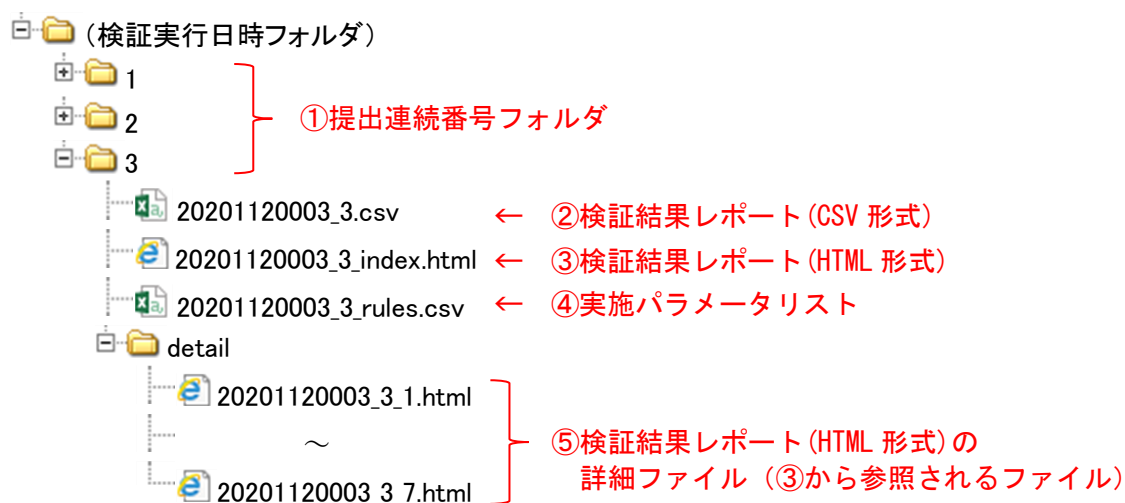 (検証実行日時フォルダ)
1
2
①提出連続番号フォルダ
3
20201120003_3.csv ← ②検証結果レポート(CSV 形式)
20201120003_3_index.html ← ③検証結果レポート(HTML 形式)
20201120003_3_rules.csv ← ④実施パラメータリスト
detail
20201120003_3_1.html
~ ⑤検証結果レポート(HTML 形式)の
詳細ファイル(③から参照されるファイル)
20201120003_3_7.html